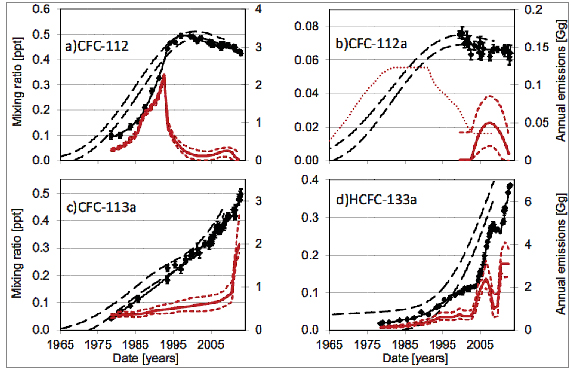 0.6 4 0.08 0.2
a)CFC-112 b)CFC-112a
0.5
0.4 3 0.06 0.15
0.3 2 0.04 0.1
0.2
0.1 1 0.02 0.05
0.0 0 0.00 0
Mixing ratio [ppt] Annual emissions [Gg]
0.5 3 0.4
c)CFC-113a d)HCFC-133a 6
0.4 0.3
0.3 2 4
0.2 0.2
0.1 1 0.1 2
0.0 0 0.0 0
1965 1975 1985 1995 2005 1965 1975 1985 1995 2005
Date [years] Date [years]
Mixing ratio [ppt] Annual emissions [Gg]